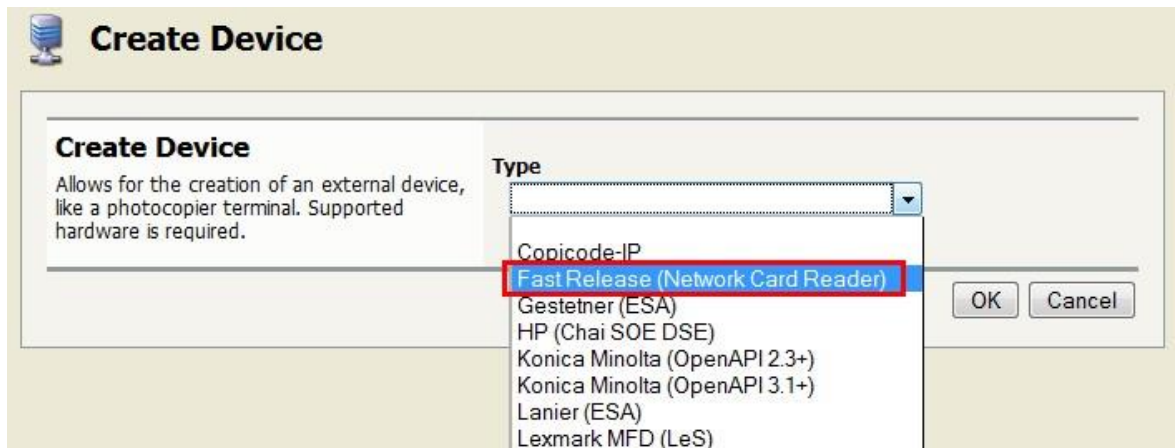 Create Device
Create Device
Allows for the creation of an external device,
like a photocopier terminal. Supported
hardware is required.
Type
Copicode-IP
Fast Release (Network Card Reader)
Gestetner (ESA)
HP (Chai SOE DSE)
Konica Minolta (OpenAPI 2.3+)
Konica Minolta (OpenAPI 3.1+)
Lanier (ESA)
Lexmark MFD (LeS)
OK
Cancel